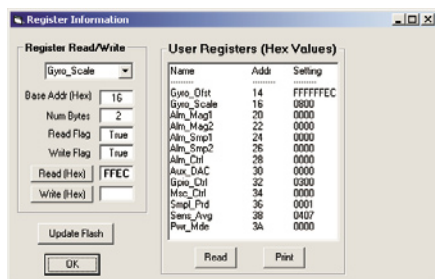 Register Information
Register Read/Write
Gyro_Scale
Base Addr (Hex) 16
Num Bytes 2
Read Flag True
Write Flag True
Read (Hex) FFEC
Write (Hex)
Update Flash
OK
User Registers (Hex Values)
Name Addr Setting
Gyro_Ofst 14 FFFFFFEC
Gyro_Scale 16 0800
Alm_Mag1 20 0000
Alm_Mag2 22 0000
Alm_Smp1 24 0000
Alm_Smp2 26 0000
Alm_Ctrl 28 0000
Aux_DAC 30 0000
Gpio_Ctrl 32 0300
Msc_Ctrl 34 0000
Smpl_Prd 36 0001
Sens_Avg 38 0407
Pwr_Mde 3A 0000
Read Print